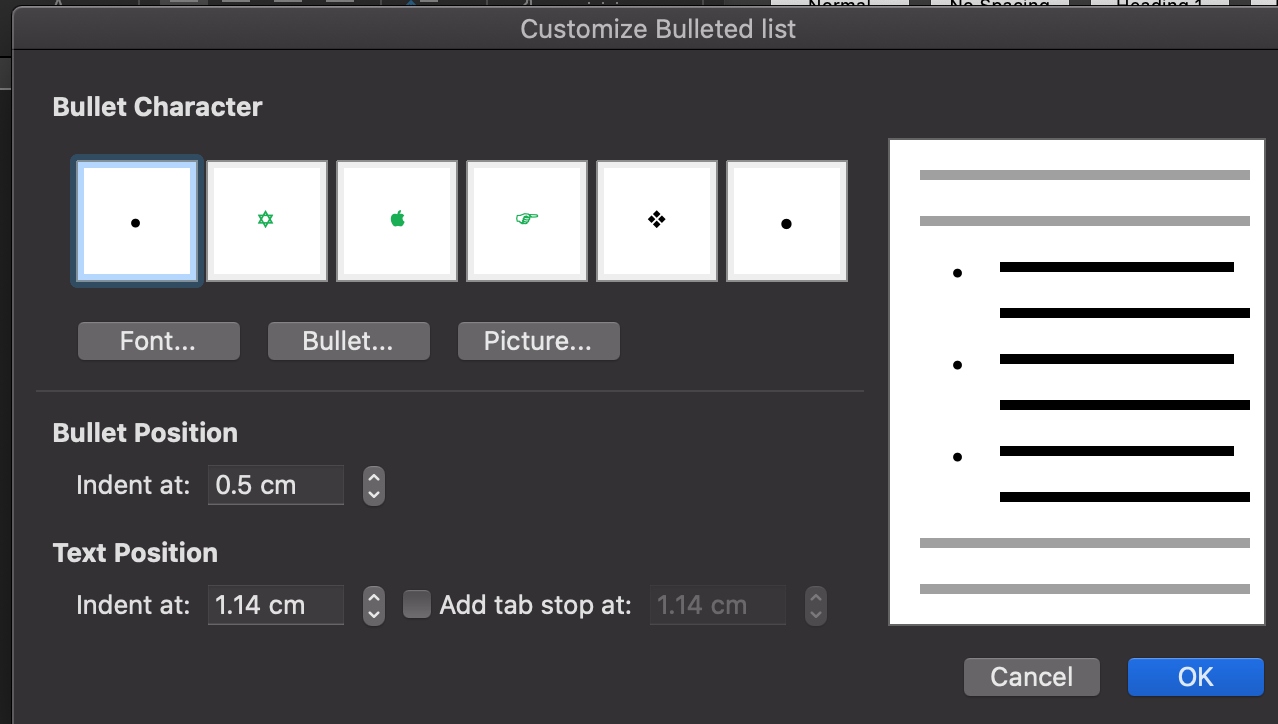 Normal
No Spacing
Heading 1
Customize Bulleted list
Bullet Character
Font...
Bullet...
Picture...
Bullet Position
Indent at: 0.5 cm
Text Position
Indent at: 1.14 cm Add tab stop at: 1.14 cm
Cancel
OK